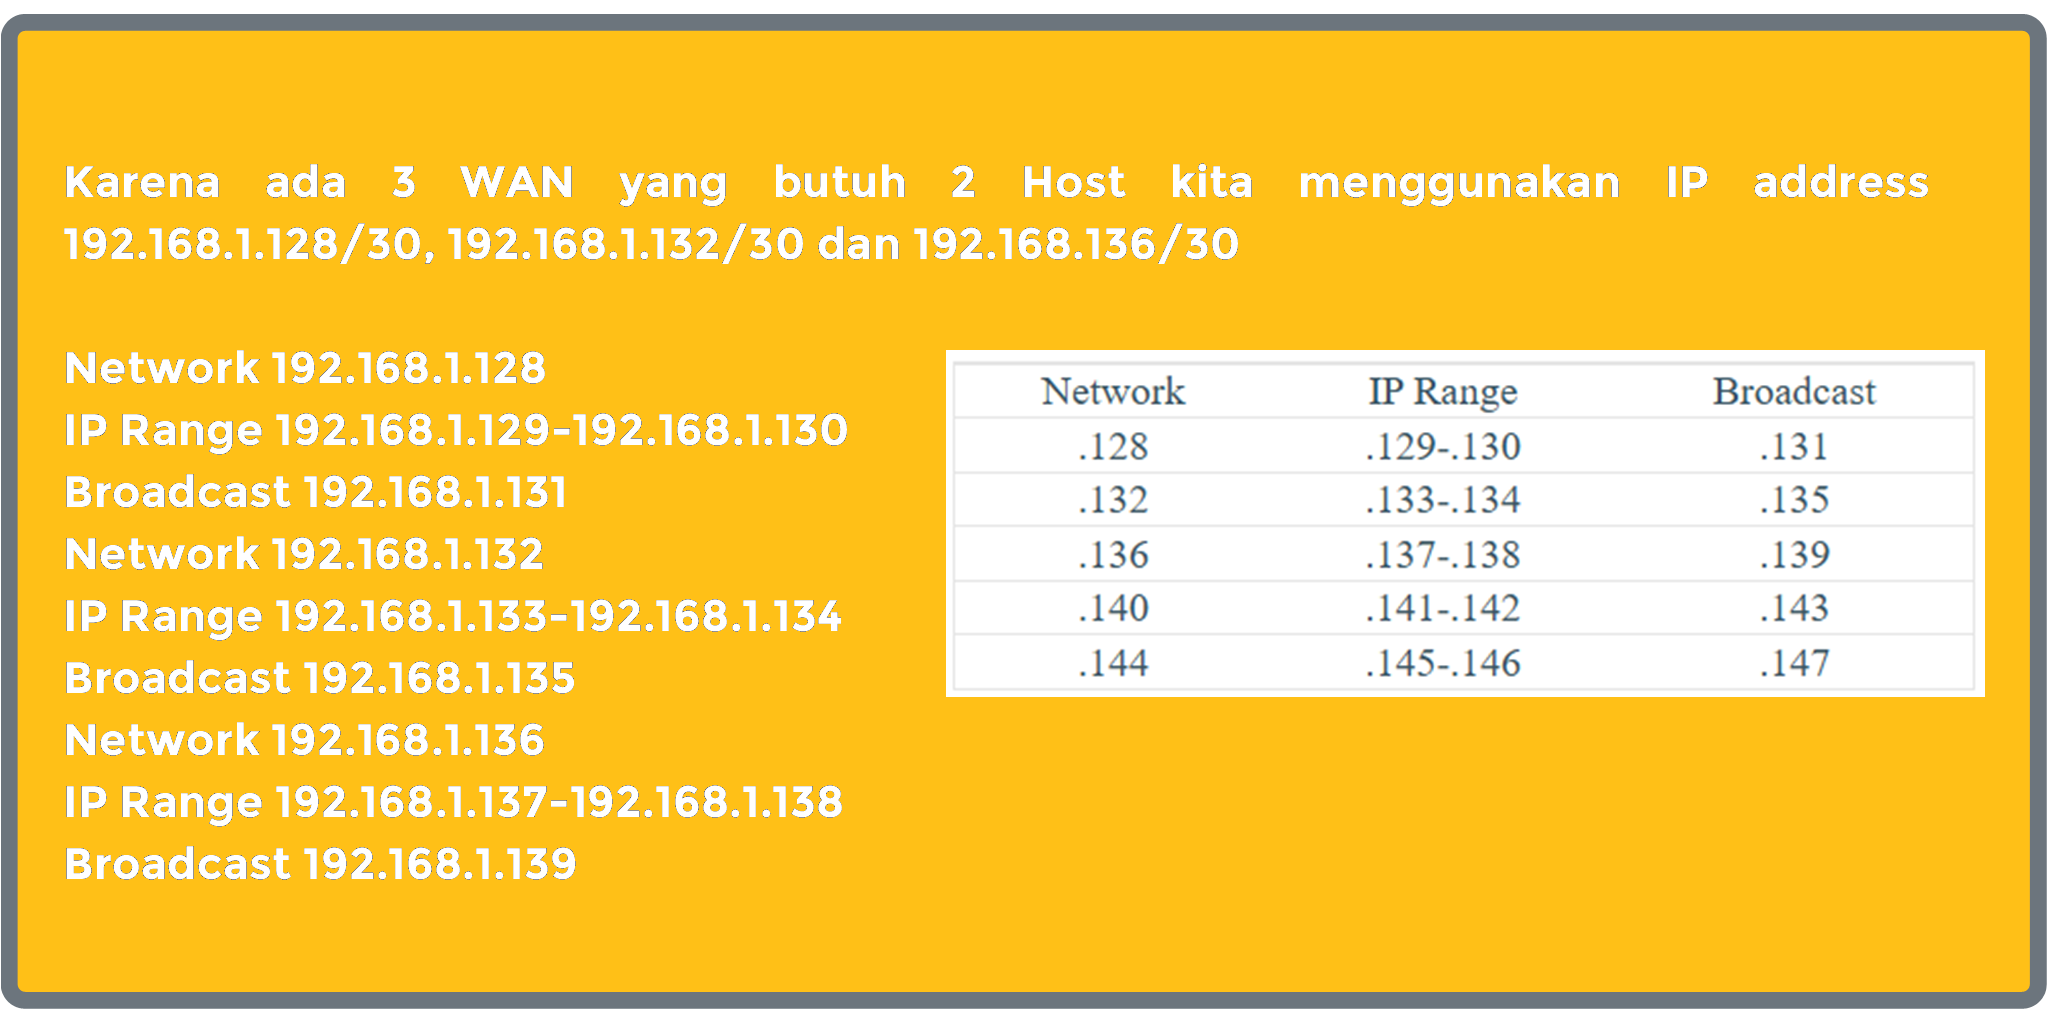 Karena ada 3 WAN yang butuh 2 Host kita menggunakan IP address
192.168.1.128/30, 192.168.1.132/30 dan 192.168.136/30
Network 192.168.1.128
IP Range 192.168.1.129-192.168.1.130
Broadcast 192.168.1.131
Network 192.168.1.132
IP Range 192.168.1.133-192.168.1.134
Broadcast 192.168.1.135
Network 192.168.1.136
IP Range 192.168.1.137-192.168.1.138
Broadcast 192.168.1.139
Network IP Range Broadcast
.128 .129-.130 .131
.132 .133-.134 .135
.136 .137-.138 .139
.140 .141-.142 .143
.144 .145-.146 .147